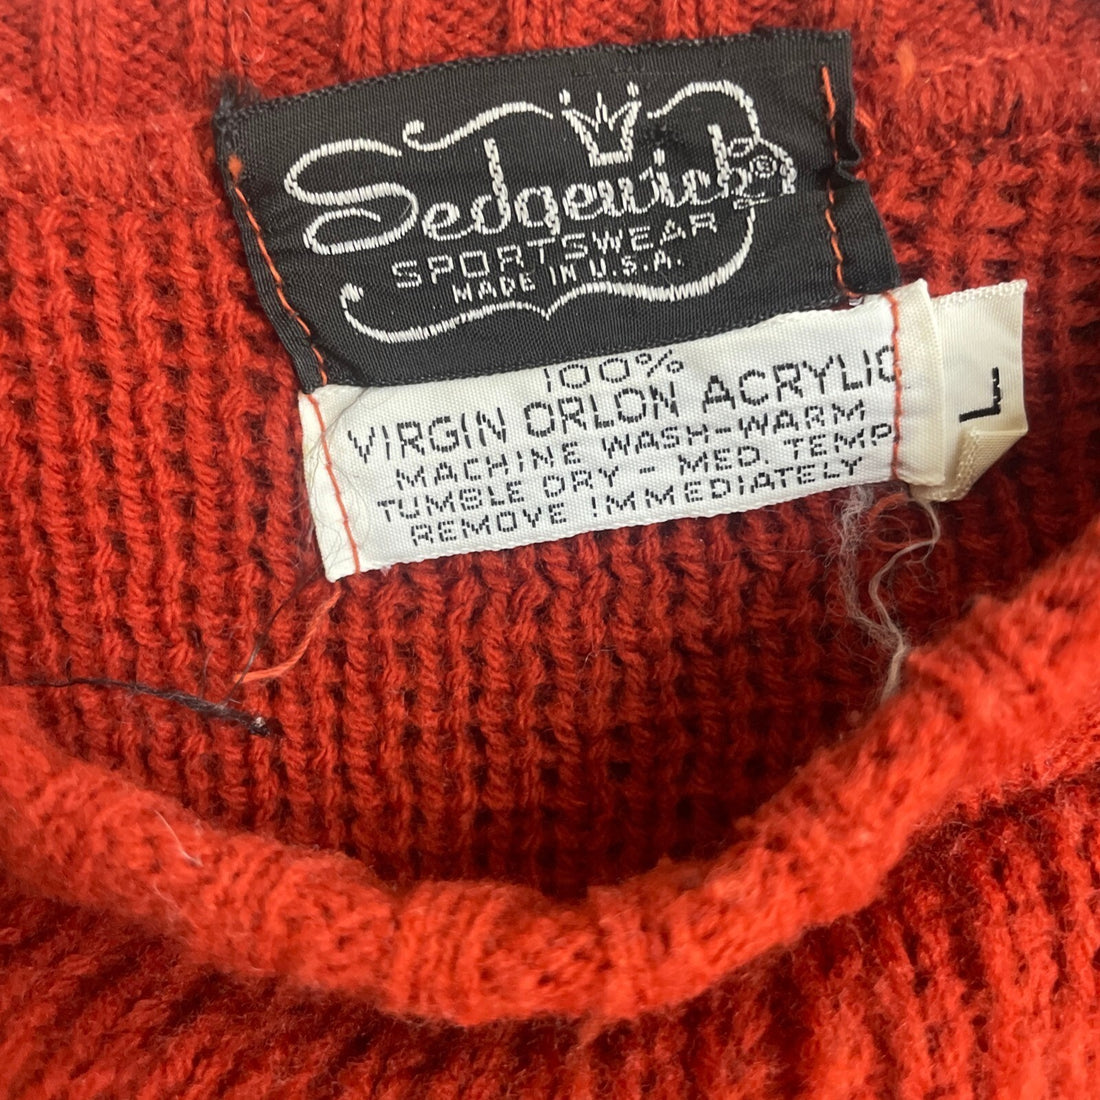 Sedgewick®
SPORTSWEAR
MADE IN U.S.A.
100%
VIRGIN ORLON ACRYLIC
MACHINE WASH-WARM
TUMBLE DRY - MED. TEMP
REMOVE IMMEDIATELY
L